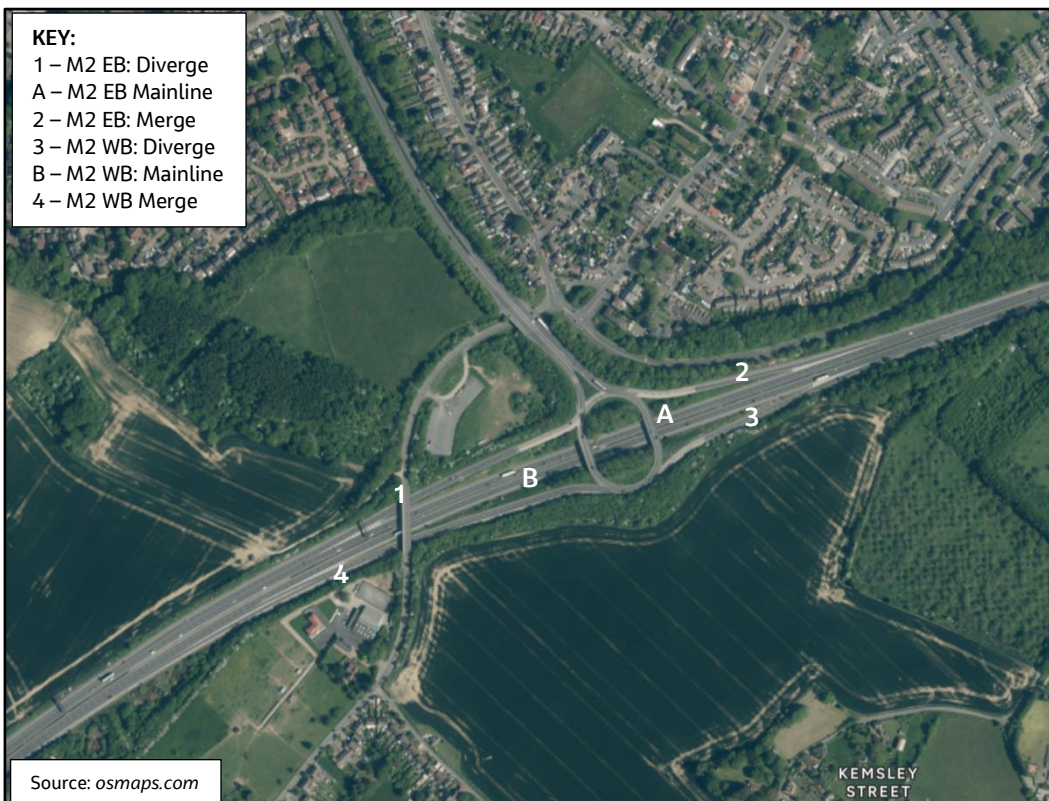 KEY:
1 – M2 EB: Diverge
A – M2 EB Mainline
2 – M2 EB: Merge
3 – M2 WB: Diverge
B – M2 WB: Mainline
4 – M2 WB Merge
2
A
3
B
1
4
KEMSLEY
STREET
Source: osmaps.com